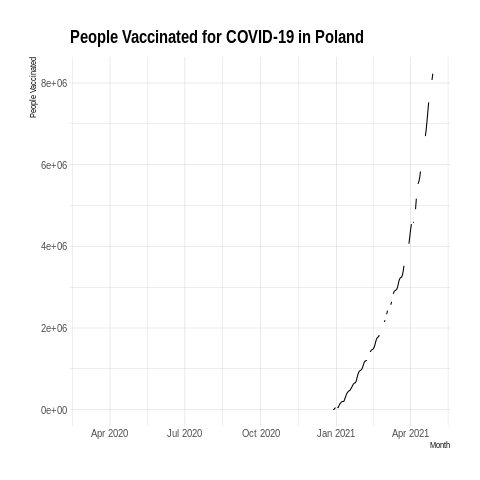 People Vaccinated for COVID-19 in Poland
People Vaccinated
8e+06
6e+06
4e+06
2e+06
0e+00
Apr 2020 Jul 2020 Oct 2020 Jan 2021 Apr 2021
Month